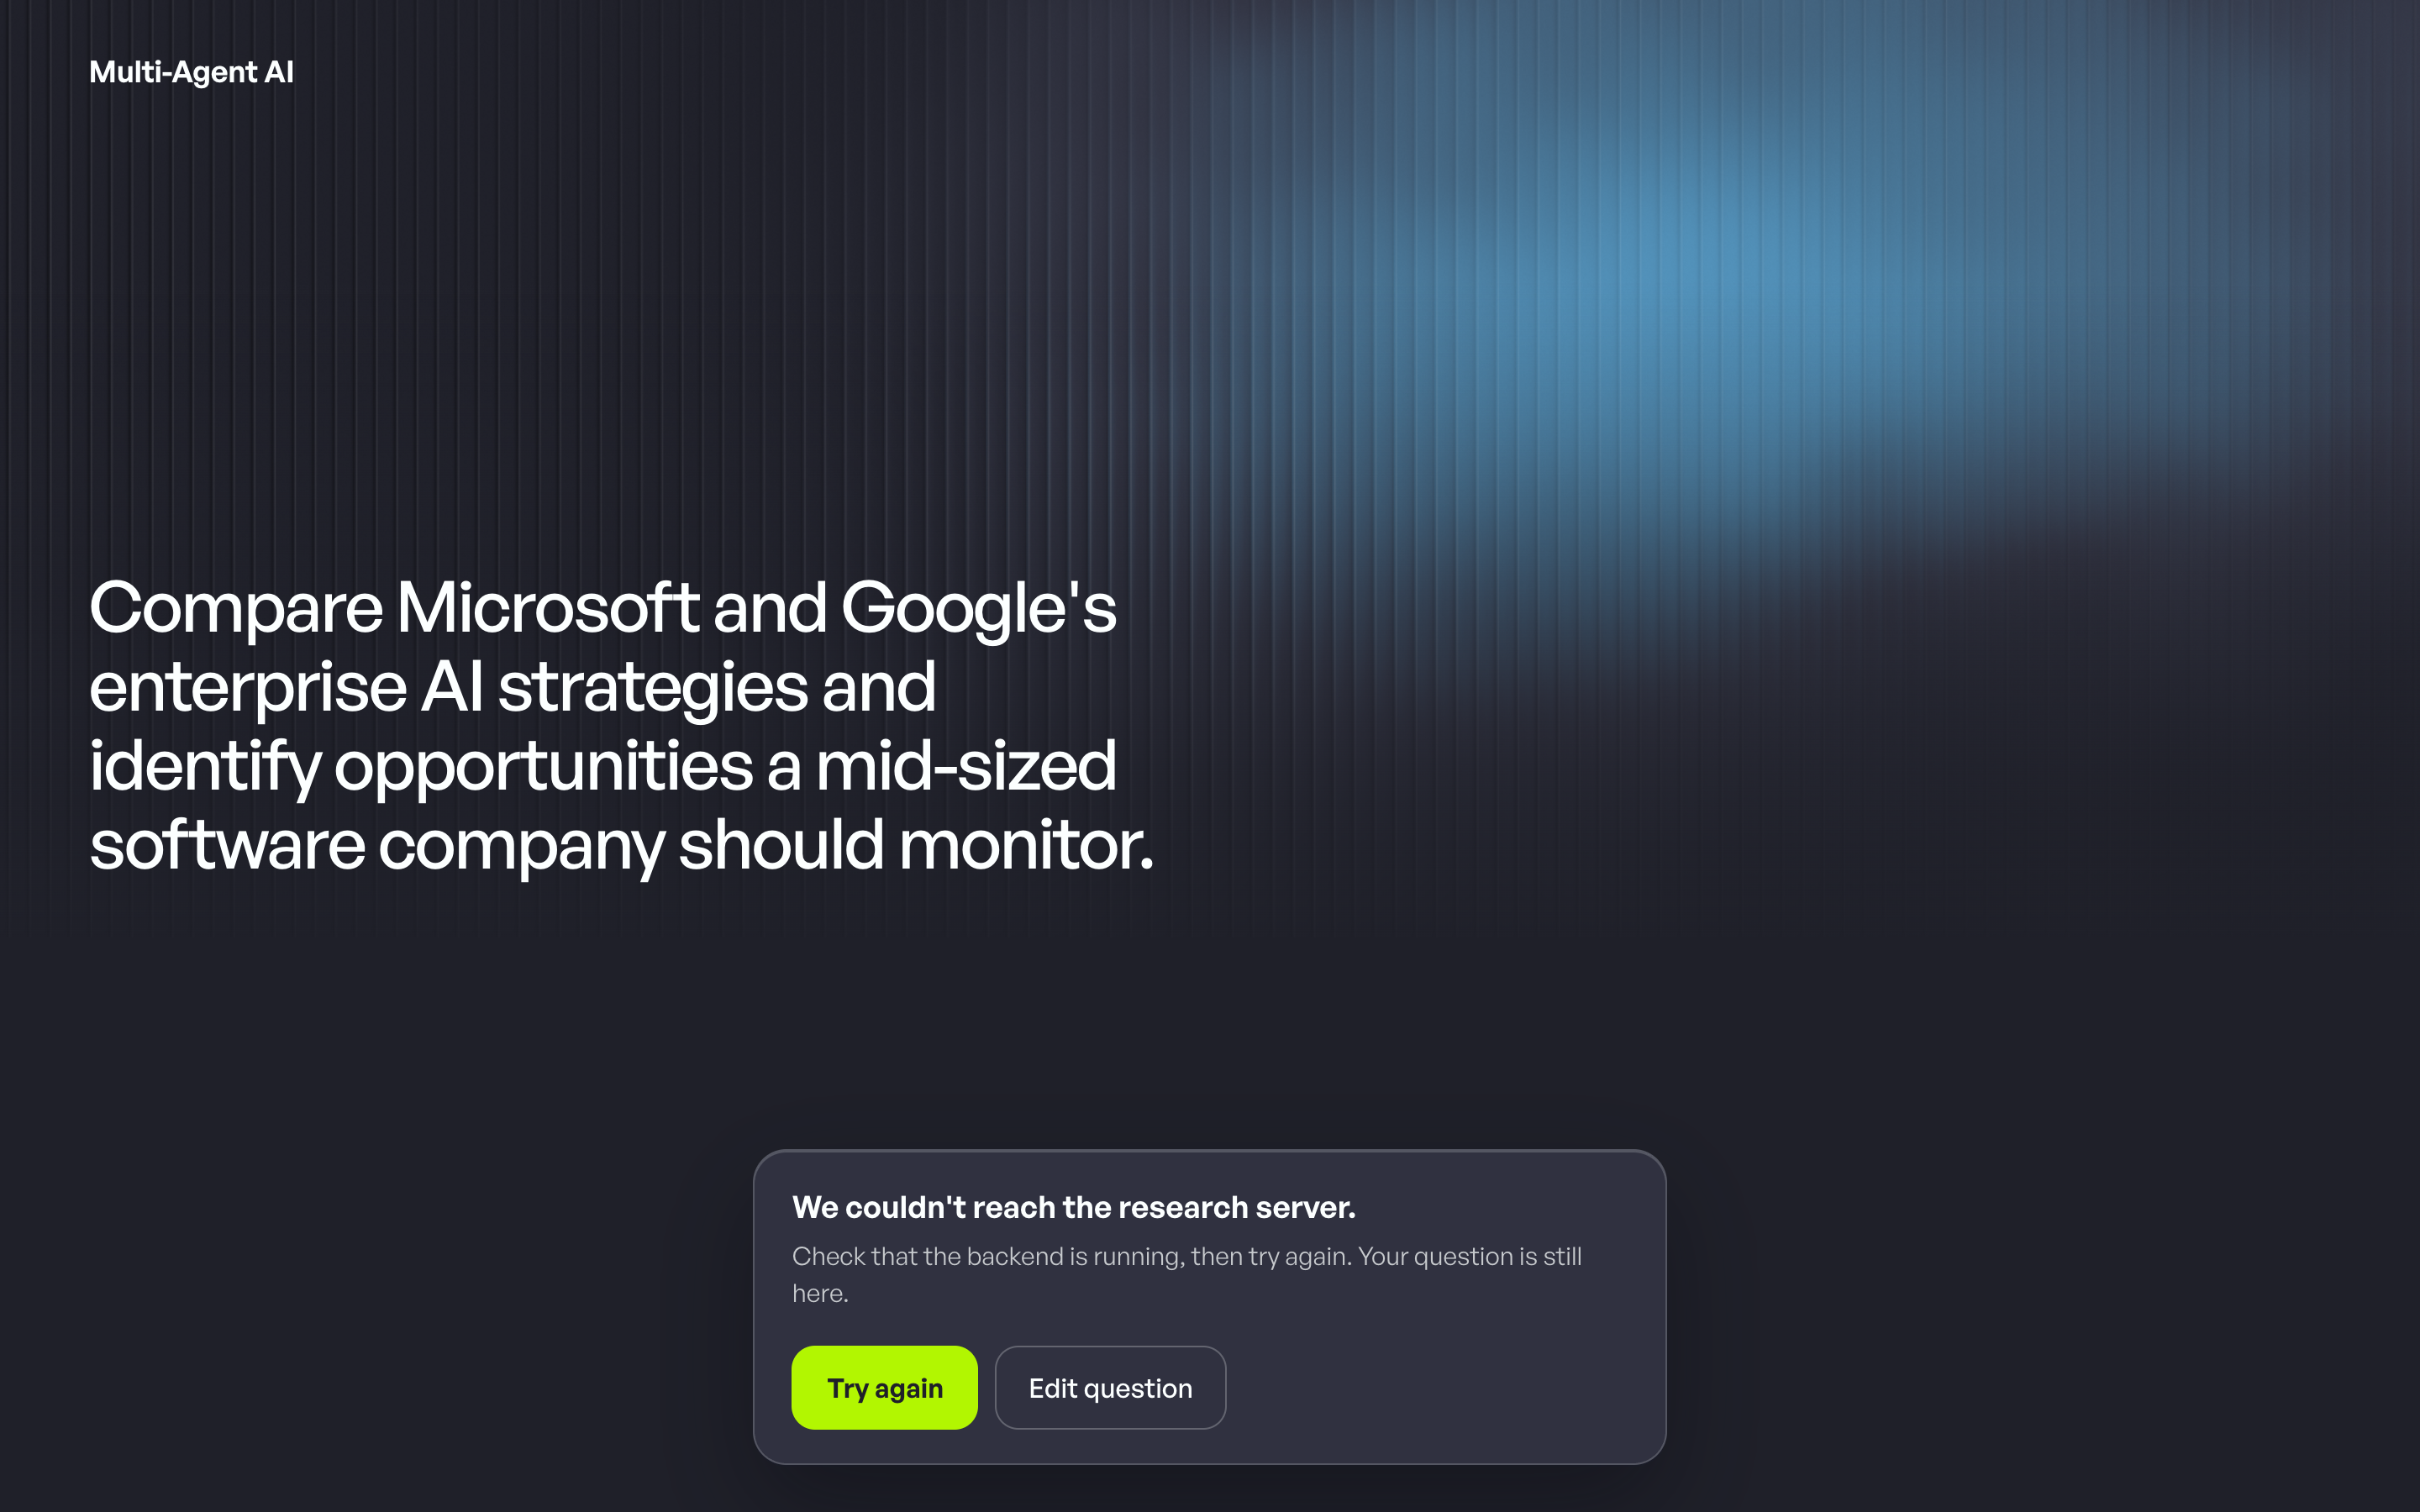 Multi-Agent AI
Compare Microsoft and Google's
enterprise AI strategies and
identify opportunities a mid-sized
software company should monitor.
We couldn't reach the research server.
Check that the backend is running, then try again. Your question is still
here.
Try again
Edit question